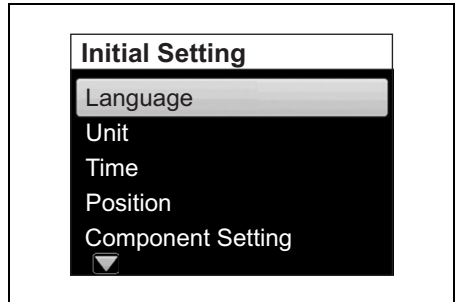 Initial Setting
Language
Unit
Time
Position
Component Setting